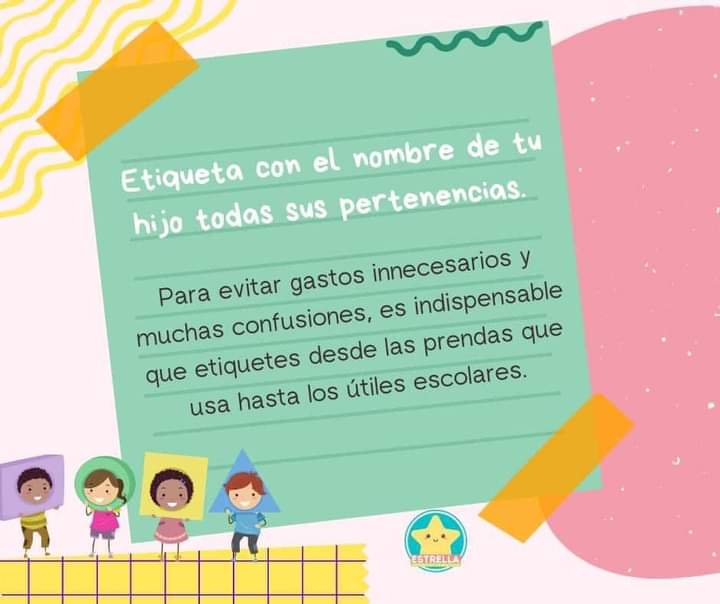 Etiqueta con el nombre de tu
hijo todas sus pertenencias.
Para evitar gastos innecesarios y
muchas confusiones, es indispensable
que etiquetes desde las prendas que
usa hasta los útiles escolares.
ESTRELLA